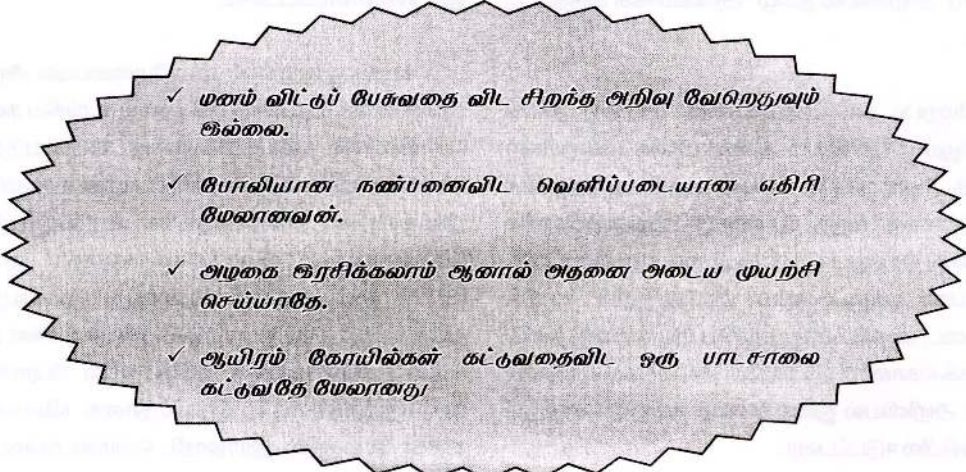 ✓ மனம் விட்டுப் பேசுவதை விட சிறந்த அறிவு வேறெதுவும்
இல்லை.
✓ போலியான நண்பனைவிட வெளிப்படையான எதிரி
மேலானவன்.
✓ அழகை இரசிக்கலாம் ஆனால் அதனை அடைய முயற்சி
செய்யாதே.
✓ ஆயிரம் கோயில்கள் கட்டுவதைவிட ஒரு பாடசாலை
கட்டுவதே மேலானது